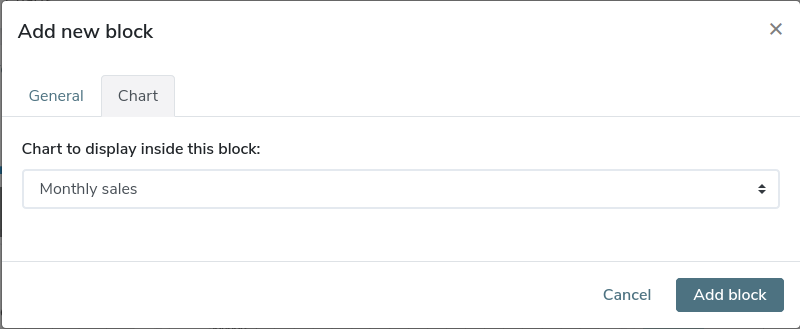 Add new block
×
General
Chart
Chart to display inside this block:
Monthly sales
Cancel
Add block